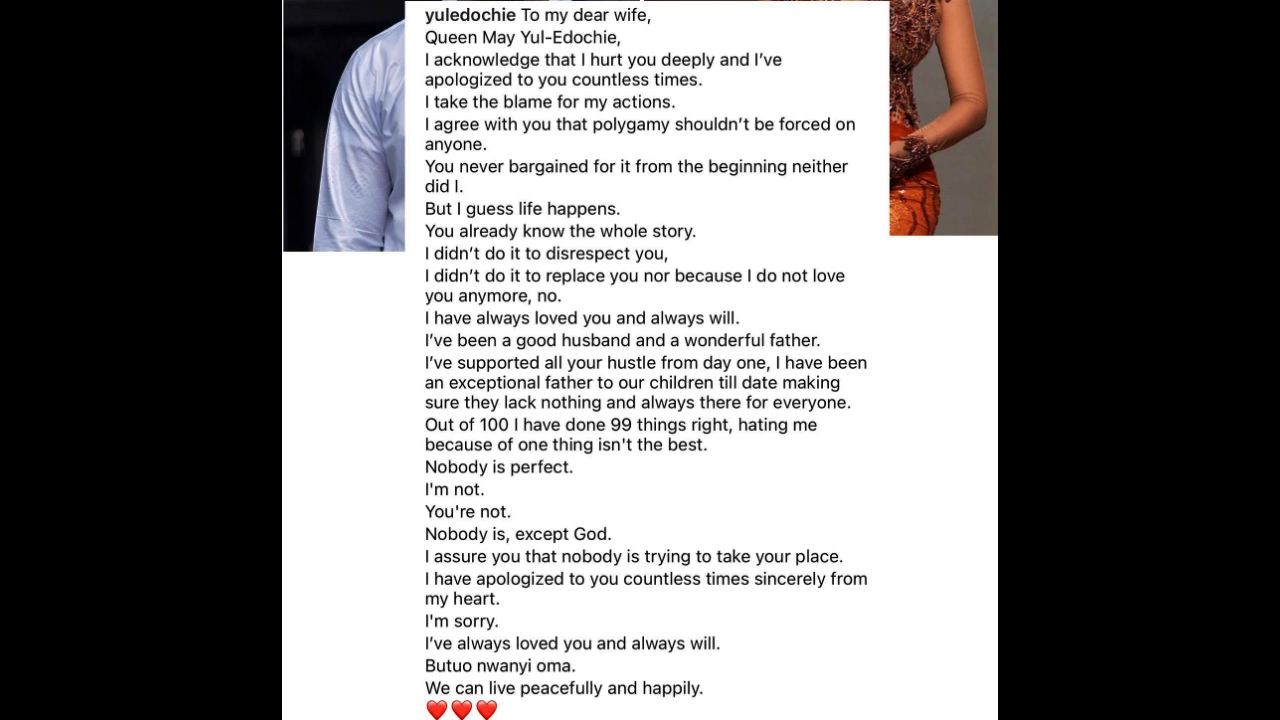 yuledochie To my dear wife,
Queen May Yul-Edochie,
I acknowledge that I hurt you deeply and I’ve
apologized to you countless times.
I take the blame for my actions.
I agree with you that polygamy shouldn’t be forced on
anyone.
You never bargained for it from the beginning neither
did I.
But I guess life happens.
You already know the whole story.
I didn’t do it to disrespect you,
I didn’t do it to replace you nor because I do not love
you anymore, no.
I have always loved you and always will.
I’ve been a good husband and a wonderful father.
I’ve supported all your hustle from day one, I have been
an exceptional father to our children till date making
sure they lack nothing and always there for everyone.
Out of 100 I have done 99 things right, hating me
because of one thing isn't the best.
Nobody is perfect.
I'm not.
You're not.
Nobody is, except God.
I assure you that nobody is trying to take your place.
I have apologized to you countless times sincerely from
my heart.
I'm sorry.
I’ve always loved you and always will.
Butuo nwanyi oma.
We can live peacefully and happily.
❤️❤️❤️